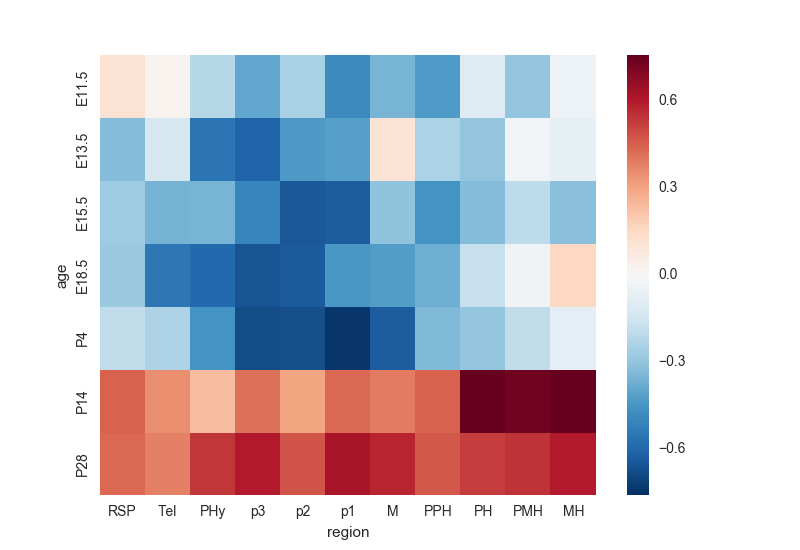 E11.5
E13.5
E15.5
E18.5
P4
P14
P28
age
RSP Tel PHy p3 p2 p1 M PPH PH PMH MH
region
0.6
0.3
0.0
−0.3
−0.6